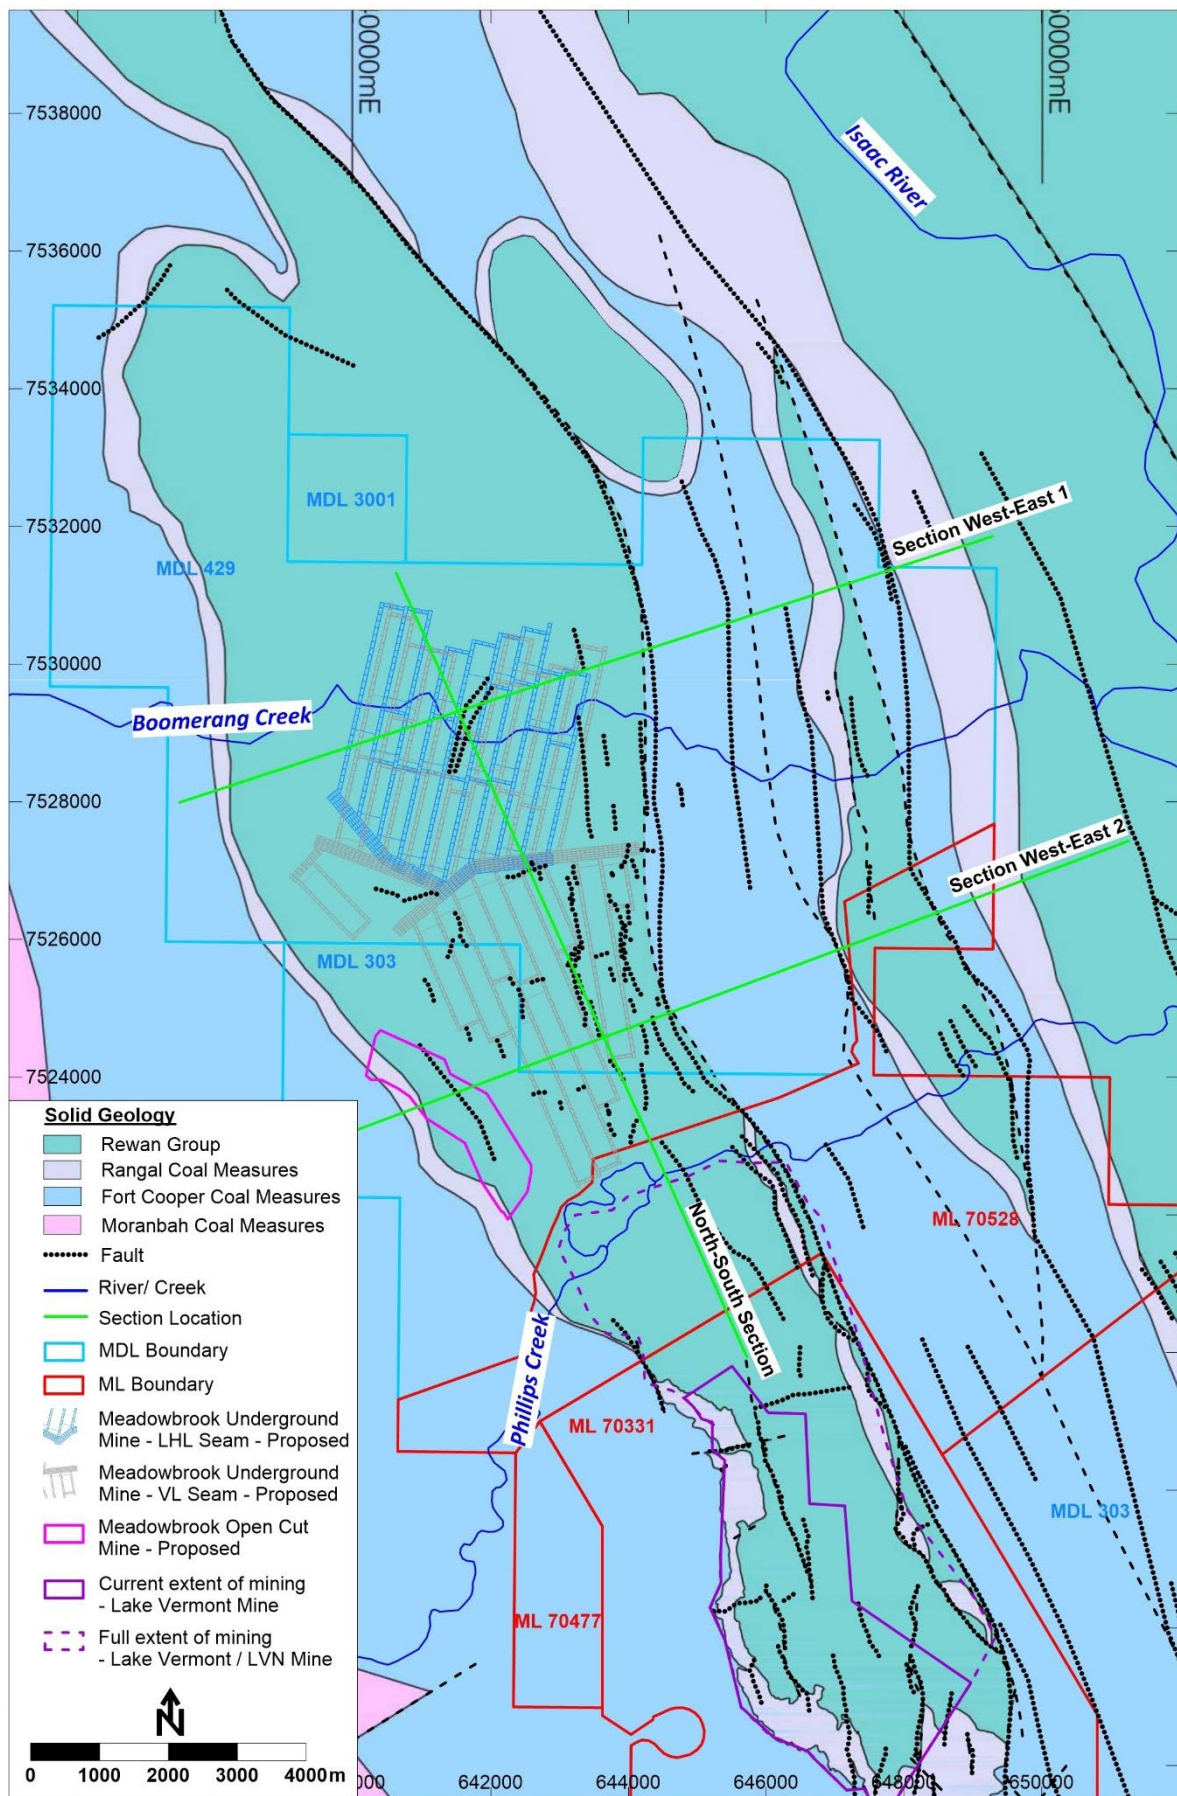 0000mE
50000mE
7538000
7536000
7534000
7532000
7530000
7528000
7526000
7524000
Isaac River
Section West-East 1
MDL 3001
MDL 429
Boomerang Creek
Section West-East 2
MDL 303
ML 70528
North-South Section
Phillips Creek
ML 70331
MDL 303
ML 70477
Solid Geology
Rewan Group
Rangal Coal Measures
Fort Cooper Coal Measures
Moranbah Coal Measures
Fault
River/ Creek
Section Location
MDL Boundary
ML Boundary
Meadowbrook Underground
Mine - LHL Seam - Proposed
Meadowbrook Underground
Mine - VL Seam - Proposed
Meadowbrook Open Cut
Mine - Proposed
Current extent of mining
- Lake Vermont Mine
Full extent of mining
- Lake Vermont / LVN Mine
N
0 1000 2000 3000 4000m
000 642000 644000 646000 648000 650000